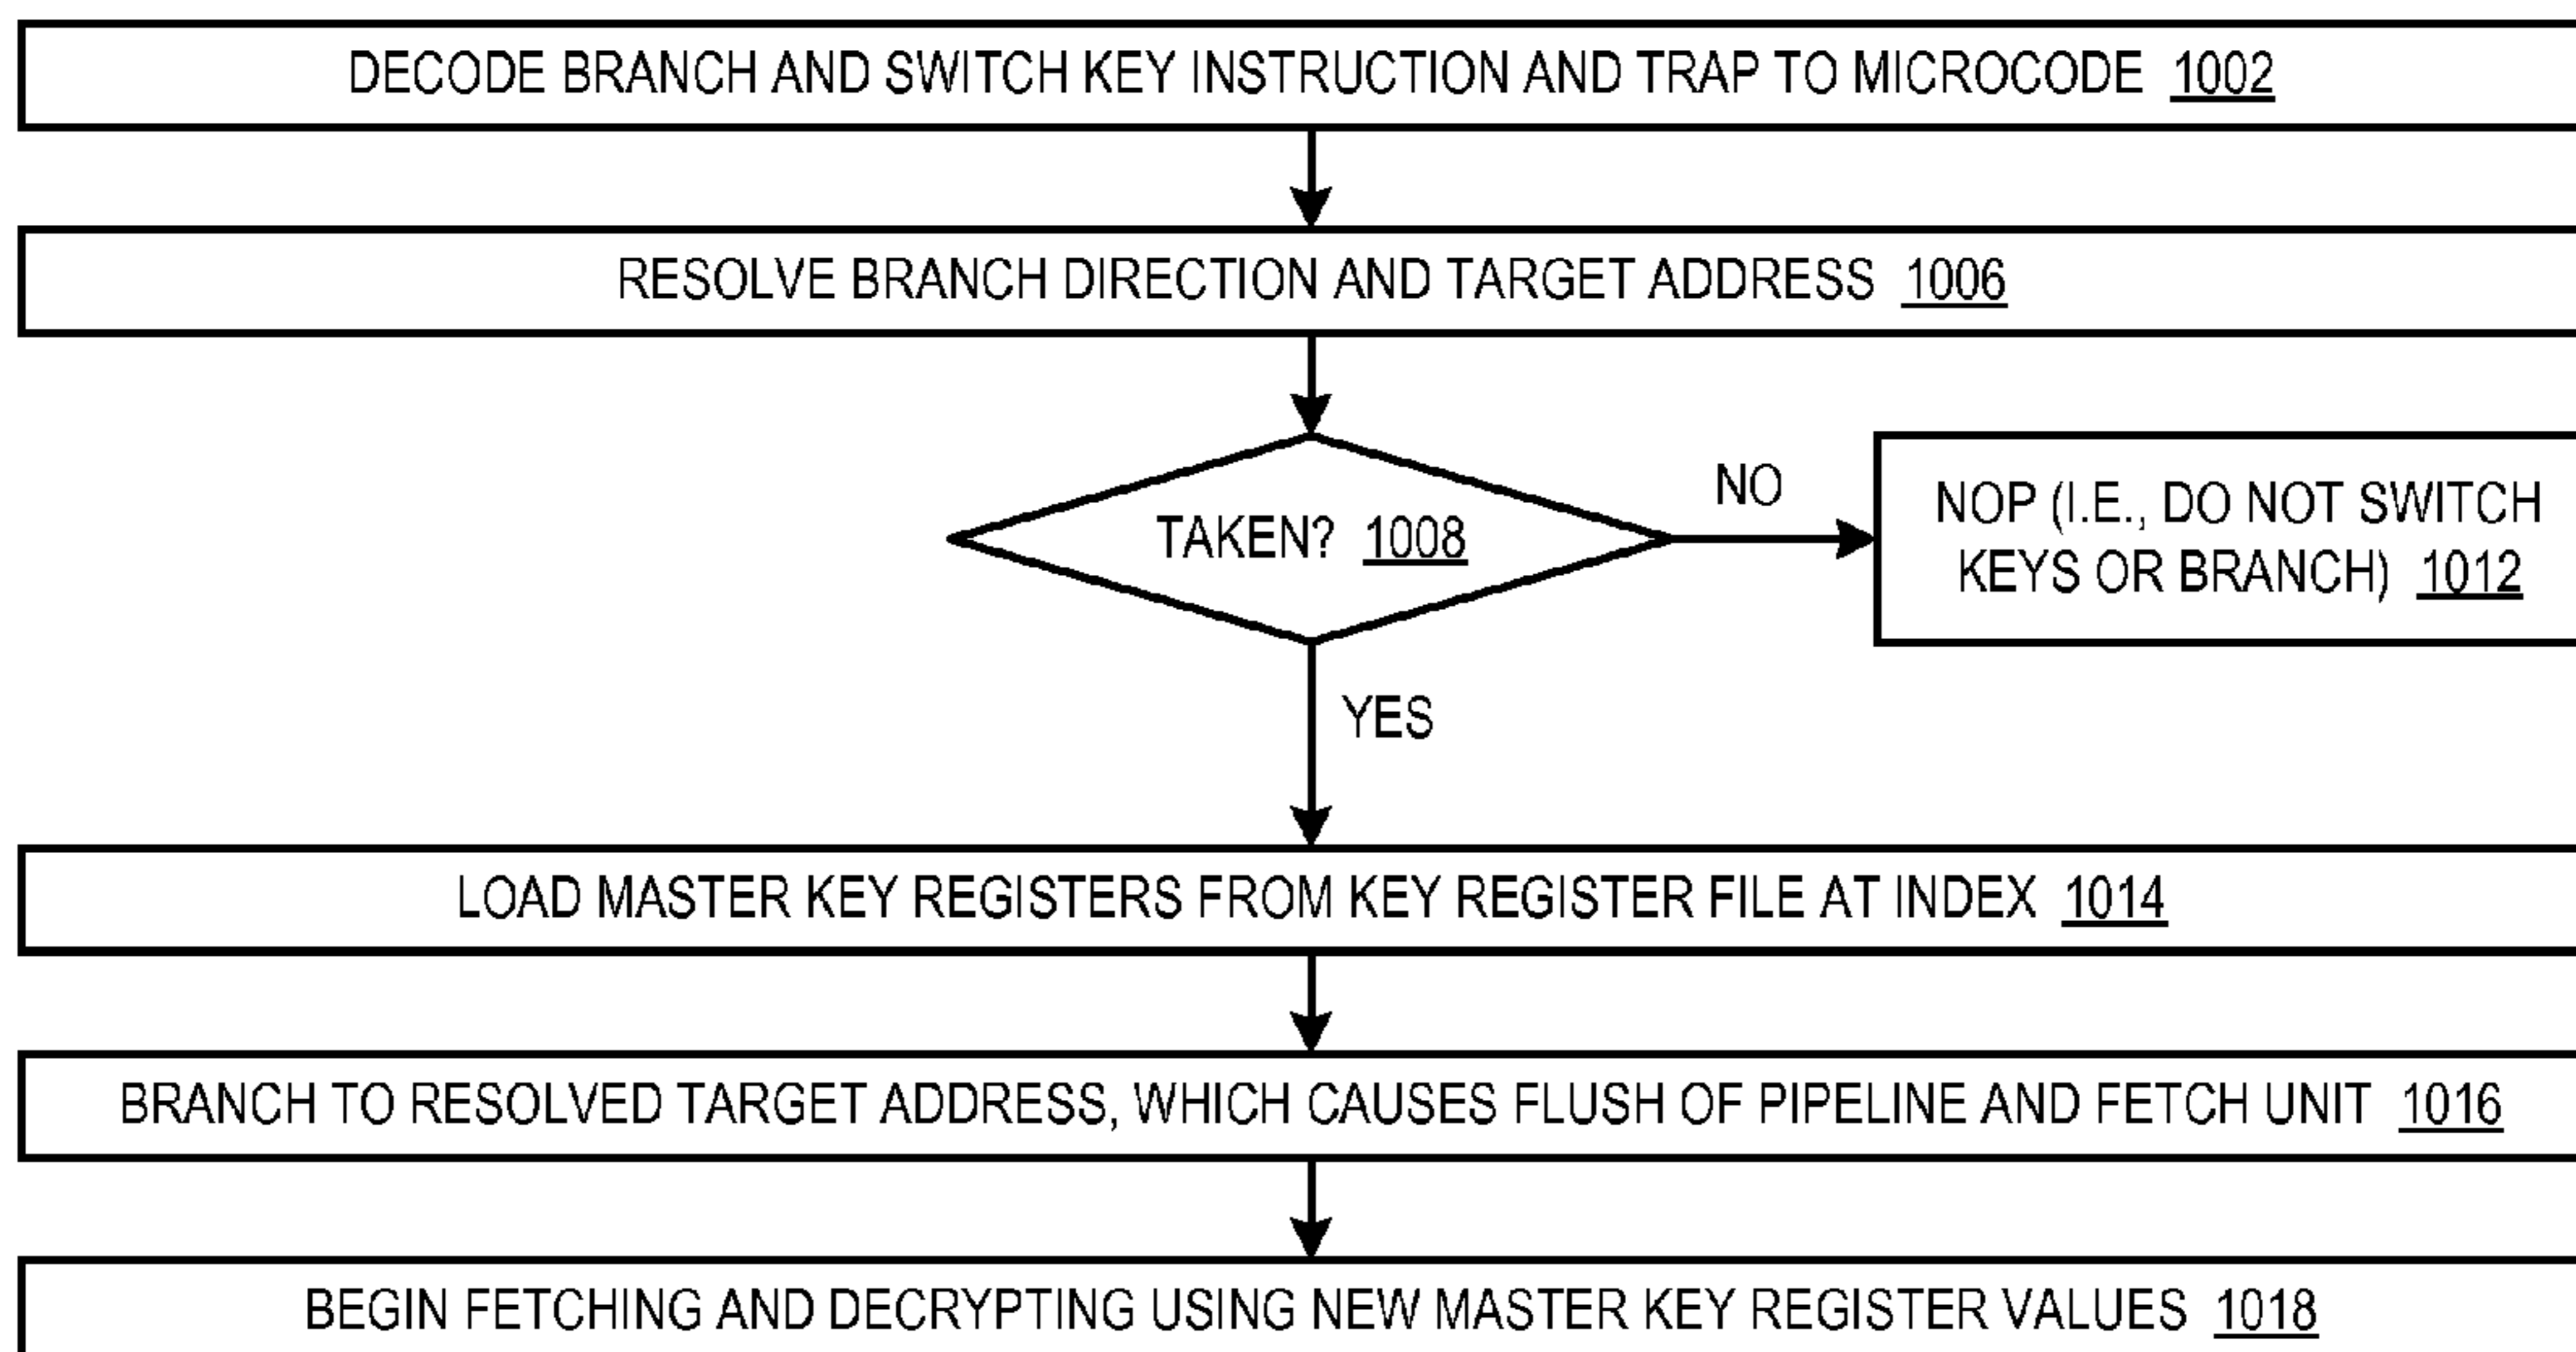 DECODE BRANCH AND SWITCH KEY INSTRUCTION AND TRAP TO MICROCODE 1002
RESOLVE BRANCH DIRECTION AND TARGET ADDRESS 1006
TAKEN? 1008
NO
NOP (I.E., DO NOT SWITCH
KEYS OR BRANCH) 1012
YES
LOAD MASTER KEY REGISTERS FROM KEY REGISTER FILE AT INDEX 1014
BRANCH TO RESOLVED TARGET ADDRESS, WHICH CAUSES FLUSH OF PIPELINE AND FETCH UNIT 1016
BEGIN FETCHING AND DECRYPTING USING NEW MASTER KEY REGISTER VALUES 1018